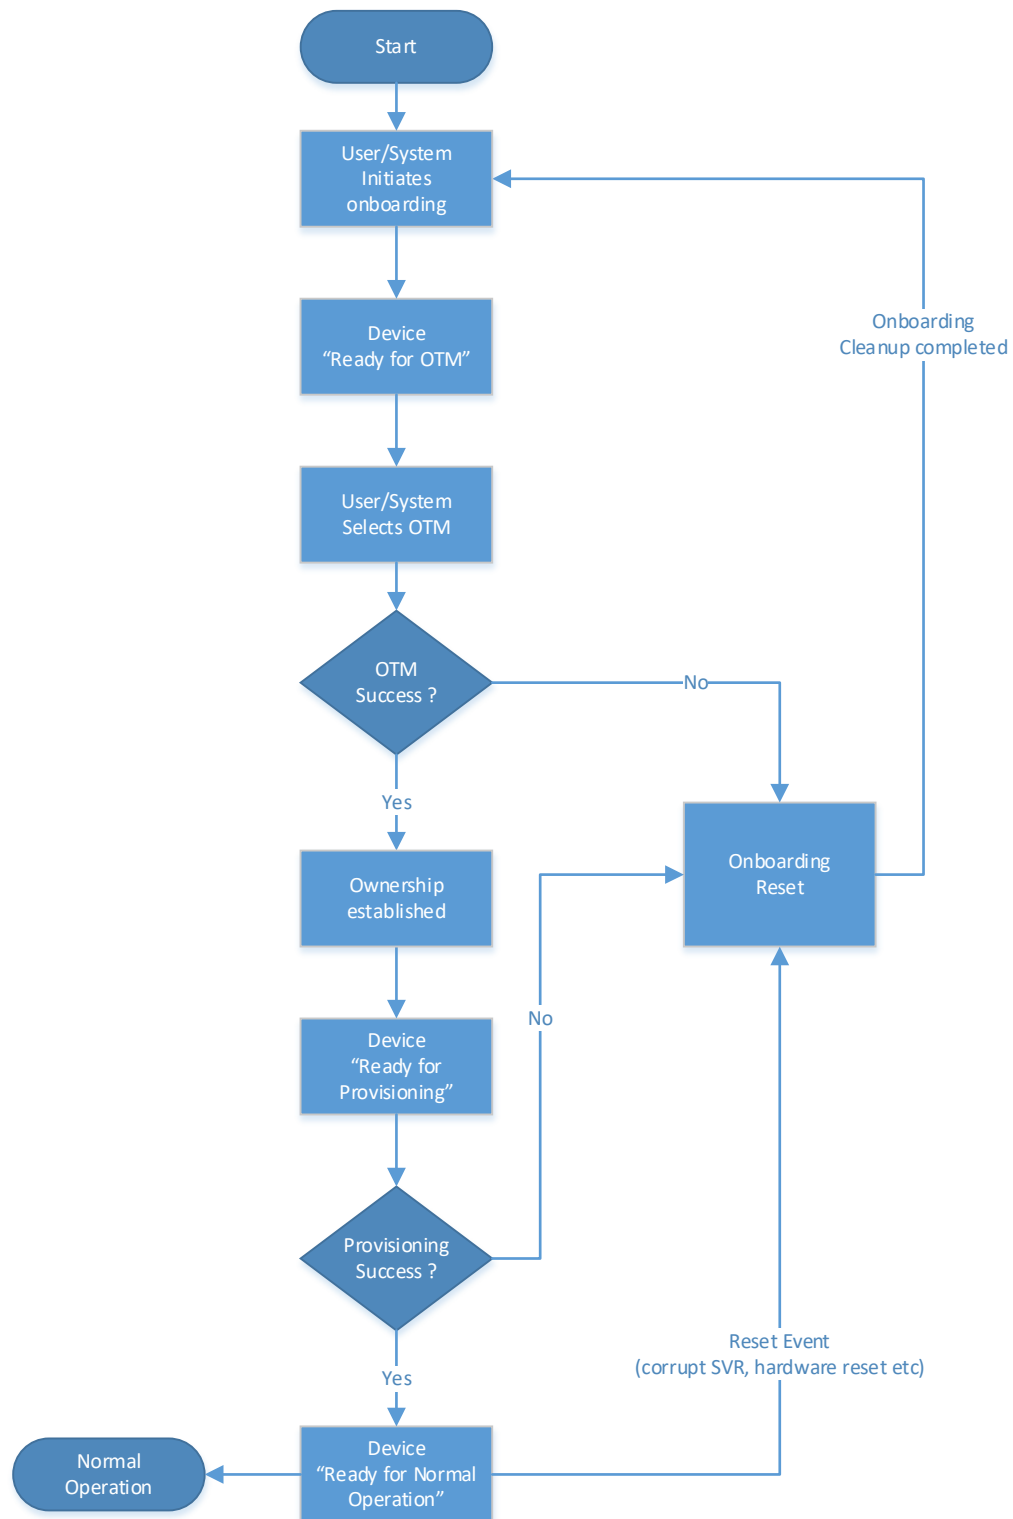 Start
User/System
Initiates
onboarding
Device
“Ready for OTM”
Onboarding
Cleanup completed
User/System
Selects OTM
OTM
Success ?
No
Yes
Onboarding
Reset
Ownership
established
No
Device
“Ready for
Provisioning”
Provisioning
Success ?
Reset Event
(corrupt SVR, hardware reset etc)
Yes
Device
“Ready for Normal
Operation”
Normal
Operation